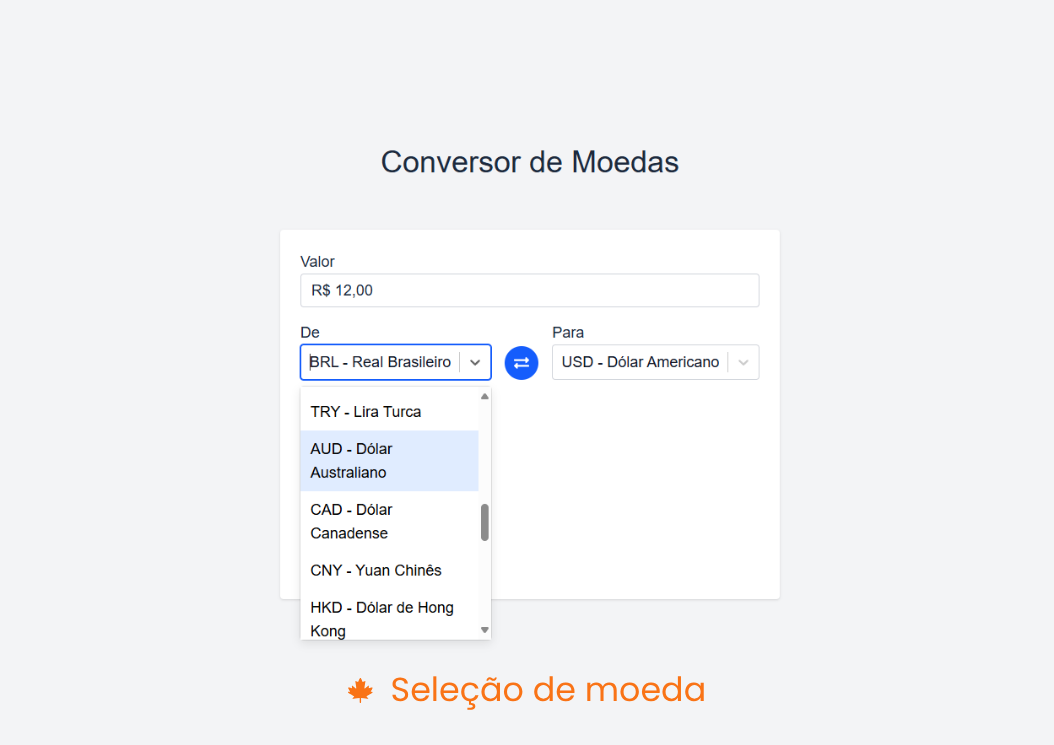 Conversor de Moedas
Valor
R$ 12,00
De
Para
BRL - Real Brasileiro
USD - Dólar Americano
TRY - Lira Turca
AUD - Dólar
Australiano
CAD - Dólar
Canadense
CNY - Yuan Chinês
HKD - Dólar de Hong
Kong
Seleção de moeda